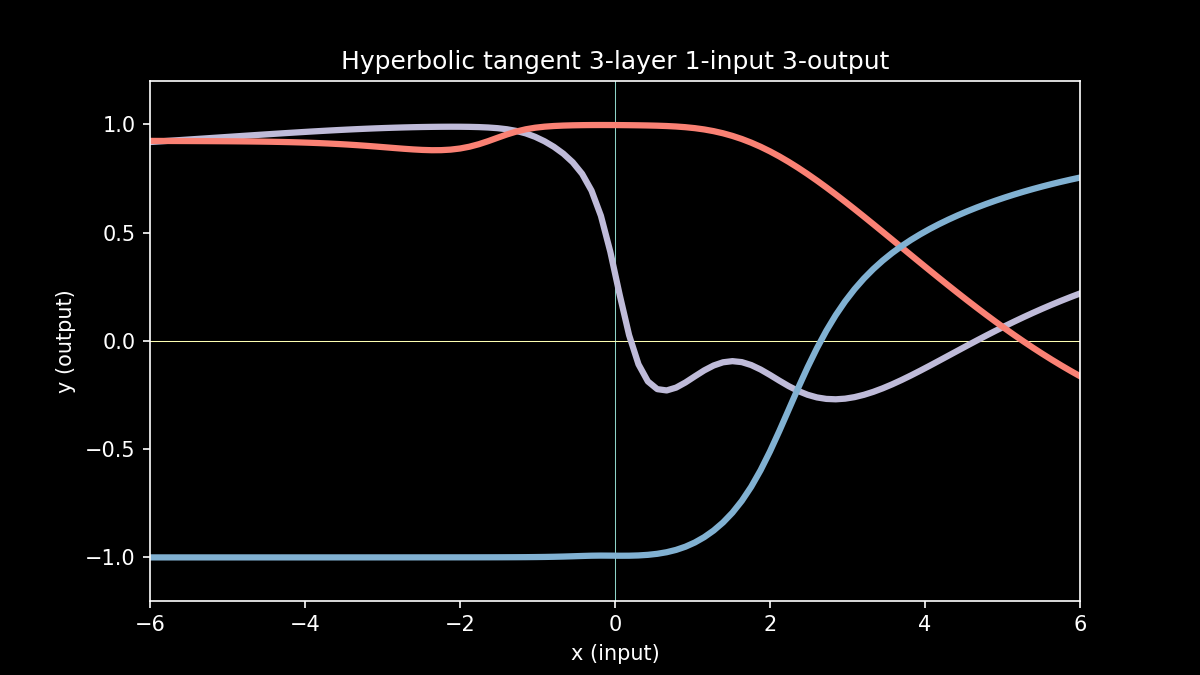 Hyperbolic tangent 3-layer 1-input 3-output
1.0
0.5
0.0
−0.5
−1.0
y (output)
−6 −4 −2 0 2 4 6
x (input)